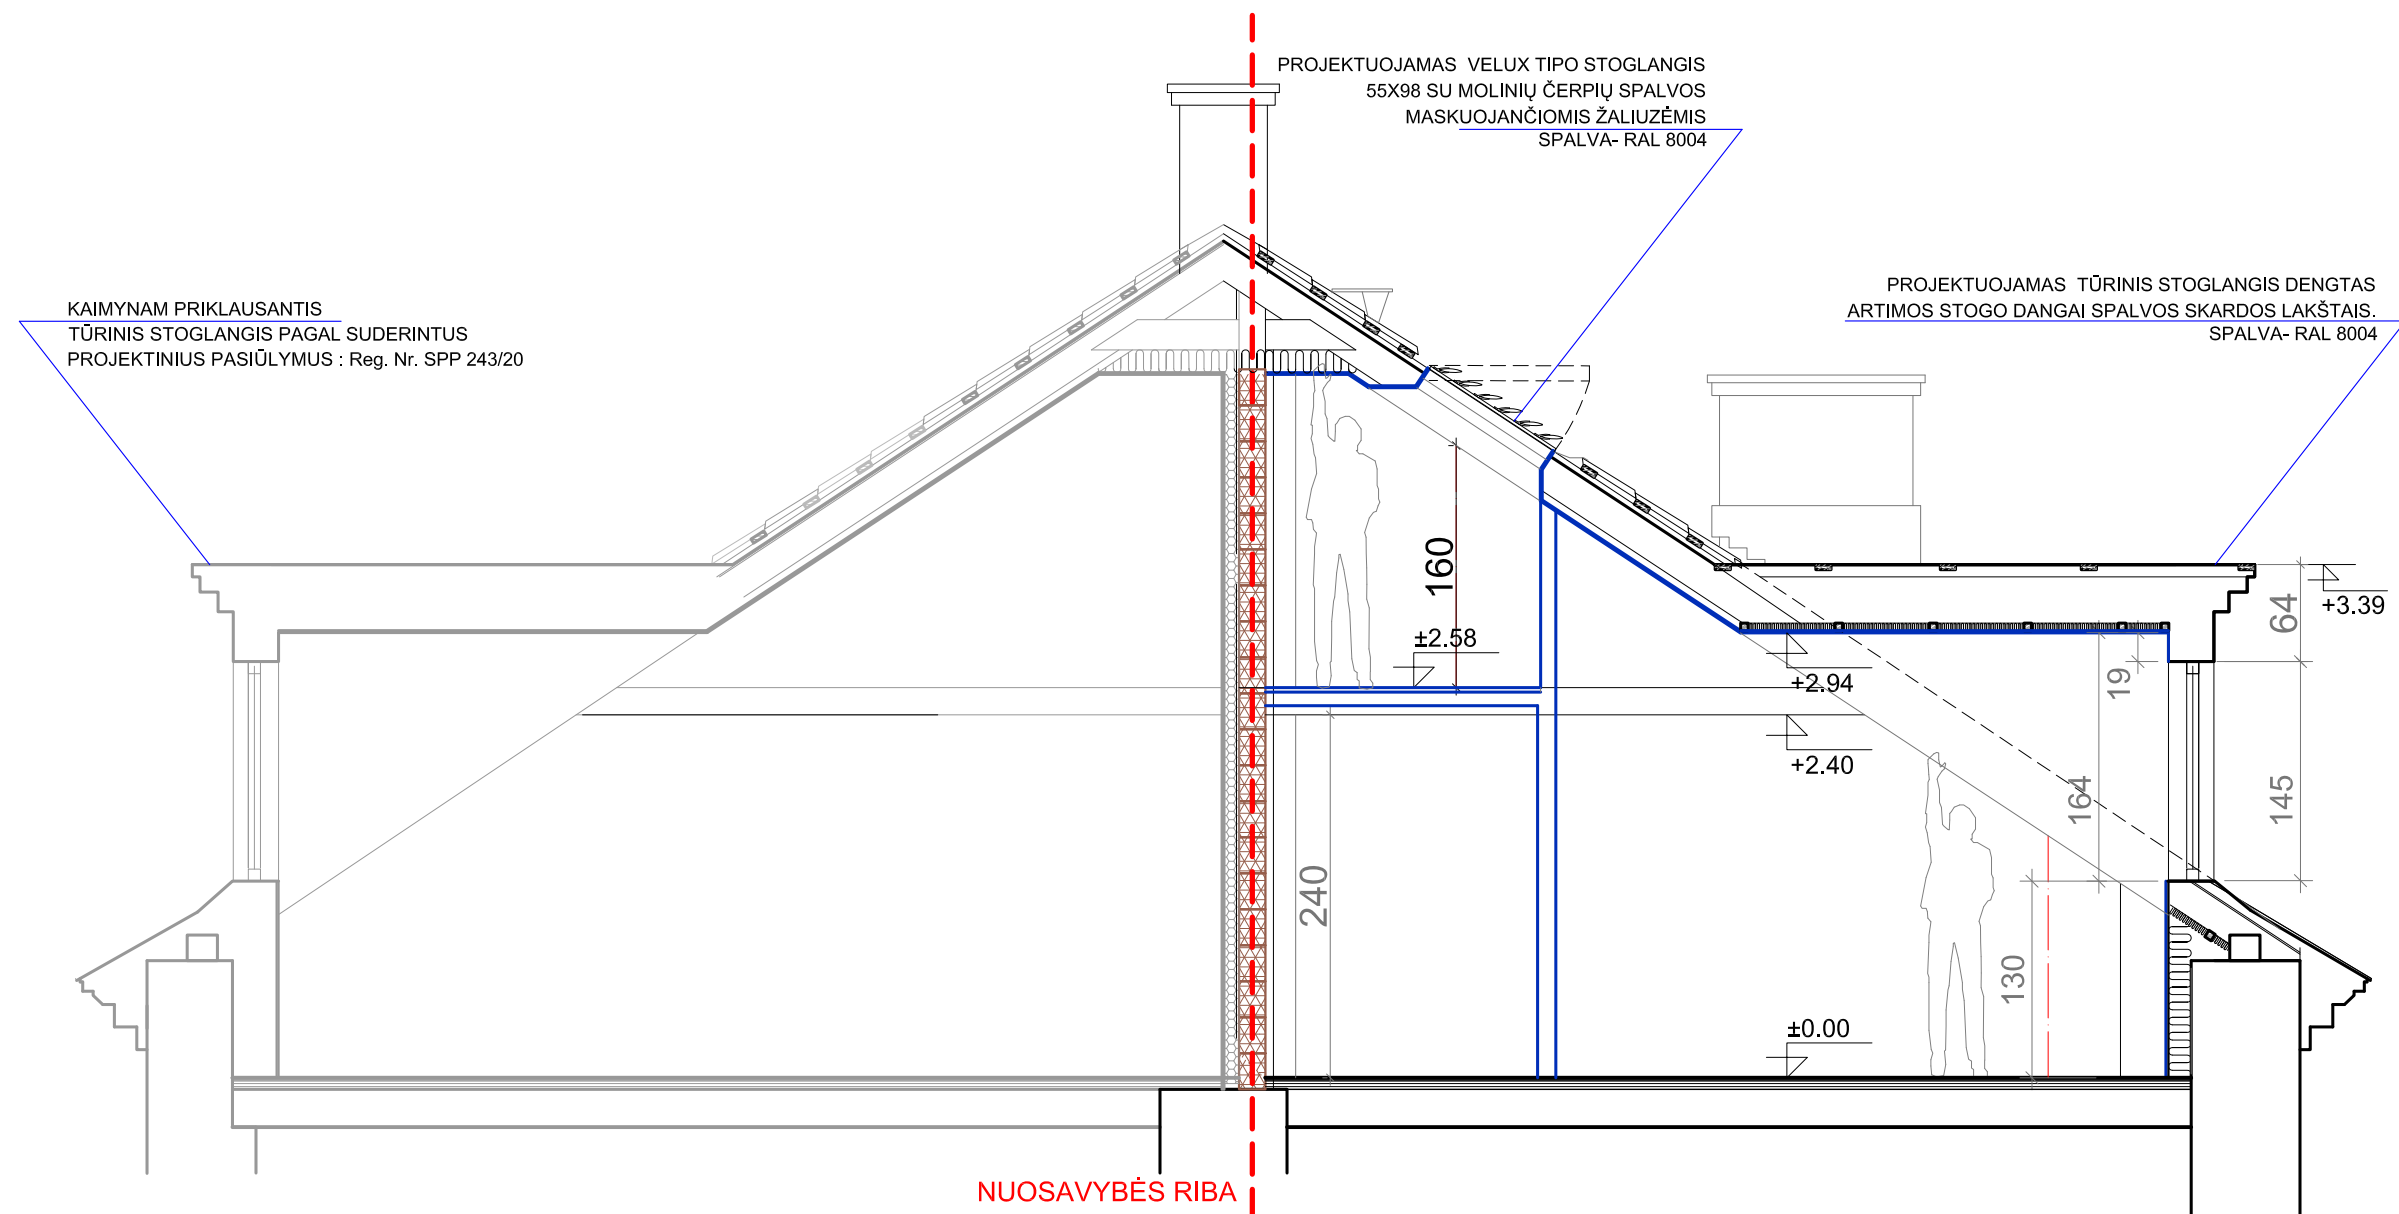 PROJEKTUOJAMAS VELUX TIPO STOGLANGIS
55X98 SU MOLINIŲ ČERPIŲ SPALVOS
MASKUOJANČIOMIS ŽALIUZĖMIS
SPALVA- RAL 8004
KAIMYNAM PRIKLAUSANTIS
TŪRINIS STOGLANGIS PAGAL SUDERINTUS
PROJEKTINIUS PASIŪLYMUS : Reg. Nr. SPP 243/20
PROJEKTUOJAMAS TŪRINIS STOGLANGIS DENGTAS
ARTIMOS STOGO DANGAI SPALVOS SKARDOS LAKŠTAIS.
SPALVA- RAL 8004
160
±2.58
+3.39
64
+2.94
19
+2.40
164
145
240
130
±0.00
NUOSAVYBĖS RIBA